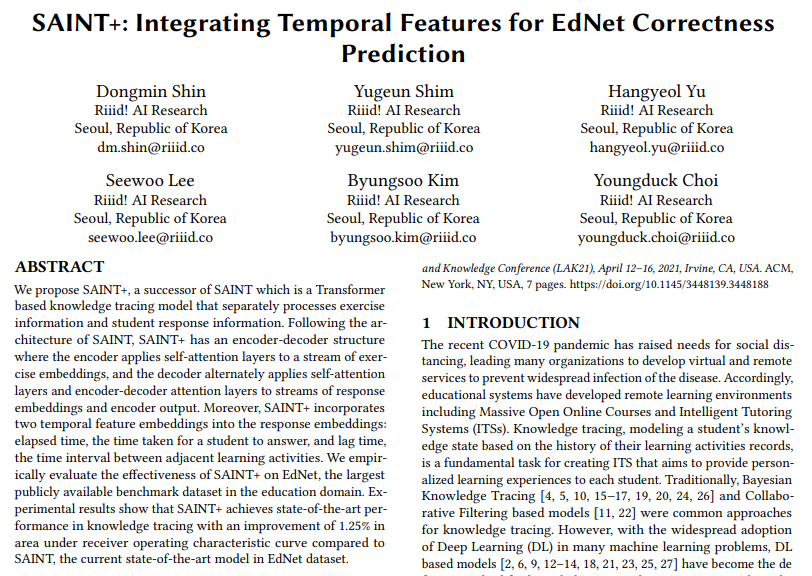 SAINT+: Integrating Temporal Features for EdNet Correctness
Prediction
Dongmin Shin
Riiid! AI Research
Seoul, Republic of Korea
dm.shin@riiid.co
Yugeun Shim
Riiid! AI Research
Seoul, Republic of Korea
yugeun.shim@riiid.co
Hangyeol Yu
Riiid! AI Research
Seoul, Republic of Korea
hangyeol.yu@riiid.co
Seewoo Lee
Riiid! AI Research
Seoul, Republic of Korea
seewoo.lee@riiid.co
Byungsoo Kim
Riiid! AI Research
Seoul, Republic of Korea
byungsoo.kim@riiid.co
Youngduck Choi
Riiid! AI Research
Seoul, Republic of Korea
youngduck.choi@riiid.co
ABSTRACT
We propose SAINT+, a successor of SAINT which is a Transformer
based knowledge tracing model that separately processes exercise
information and student response information. Following the ar-
chitecture of SAINT, SAINT+ has an encoder-decoder structure
where the encoder applies self-attention layers to a stream of exer-
cise embeddings, and the decoder alternately applies self-attention
layers and encoder-decoder attention layers to streams of response
embeddings and encoder output. Moreover, SAINT+ incorporates
two temporal feature embeddings into the response embeddings:
elapsed time, the time taken for a student to answer, and lag time,
the time interval between adjacent learning activities. We em-
pirically evaluate the effectiveness of SAINT+ on EdNet, the largest
publicly available benchmark dataset in the education domain. Ex-
perimental results show that SAINT+ achieves state-of-the-art per-
formance in knowledge tracing with an improvement of 1.25% in
area under receiver operating characteristic curve compared to
SAINT, the current state-of-the-art model in EdNet dataset.
and Knowledge Conference (LAK21), April 12–16, 2021, Irvine, CA, USA. ACM,
New York, NY, USA, 7 pages. https://doi.org/10.1145/3448139.3448188
1 INTRODUCTION
The recent COVID-19 pandemic has raised needs for social dis-
tancing, leading many organizations to develop virtual and remote
services to prevent widespread infection of the disease. Accordingly,
educational systems have developed remote learning environments
including Massive Open Online Courses and Intelligent Tutoring
Systems (ITSs). Knowledge tracing, modeling a student's knowl-
edge state based on the history of their learning activities records,
is a fundamental task for creating ITS that aims to provide person-
alized learning experiences to each student. Traditionally, Bayesian
Knowledge Tracing [4, 5, 10, 15–17, 19, 20, 24, 26] and Collabo-
rative Filtering based models [11, 22] were common approaches
for knowledge tracing. However, with the widespread adoption
of Deep Learning (DL) in many machine learning problems, DL
based models [2, 6, 9, 12–14, 18, 21, 23, 25, 27] have become the de